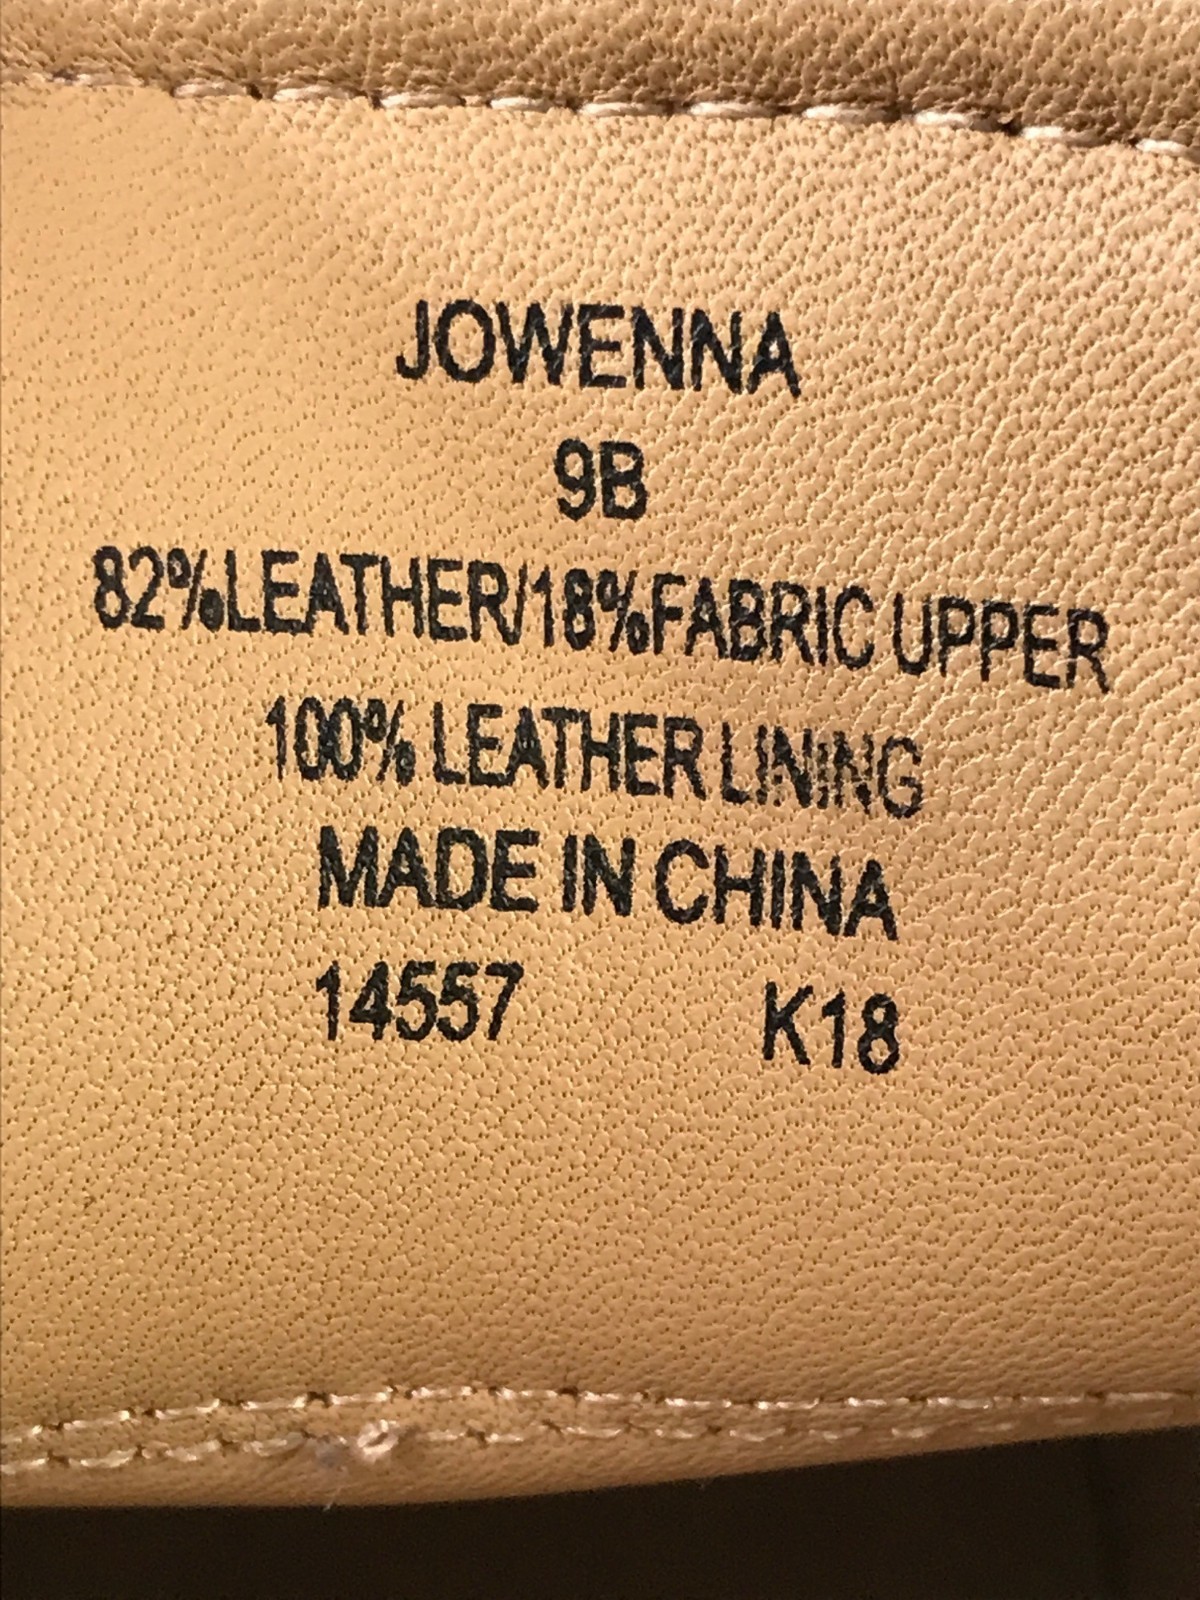 JOWENNA
9B
82%LEATHER/18%FABRIC UPPER
100% LEATHER LINING
MADE IN CHINA
14557 K18